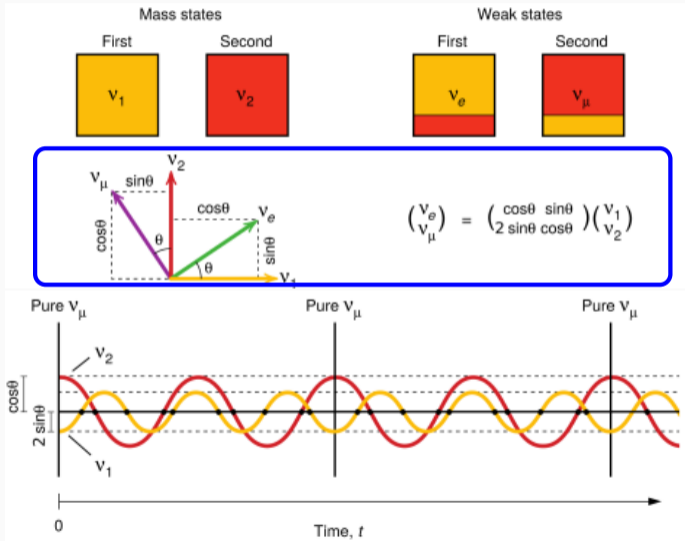 Mass states
Weak states
First
Second
First
Second
ν1
ν2
νe
νμ
ν2
νμ
sinθ
cosθ
νe
cosθ
θ
θ
sinθ
ν1
(νe νμ) = (cosθ sinθ 2 sinθ cosθ)(ν1 ν2)
Pure νμ
Pure νμ
Pure νμ
ν2
cosθ
2 sinθ
ν1
0
Time, t